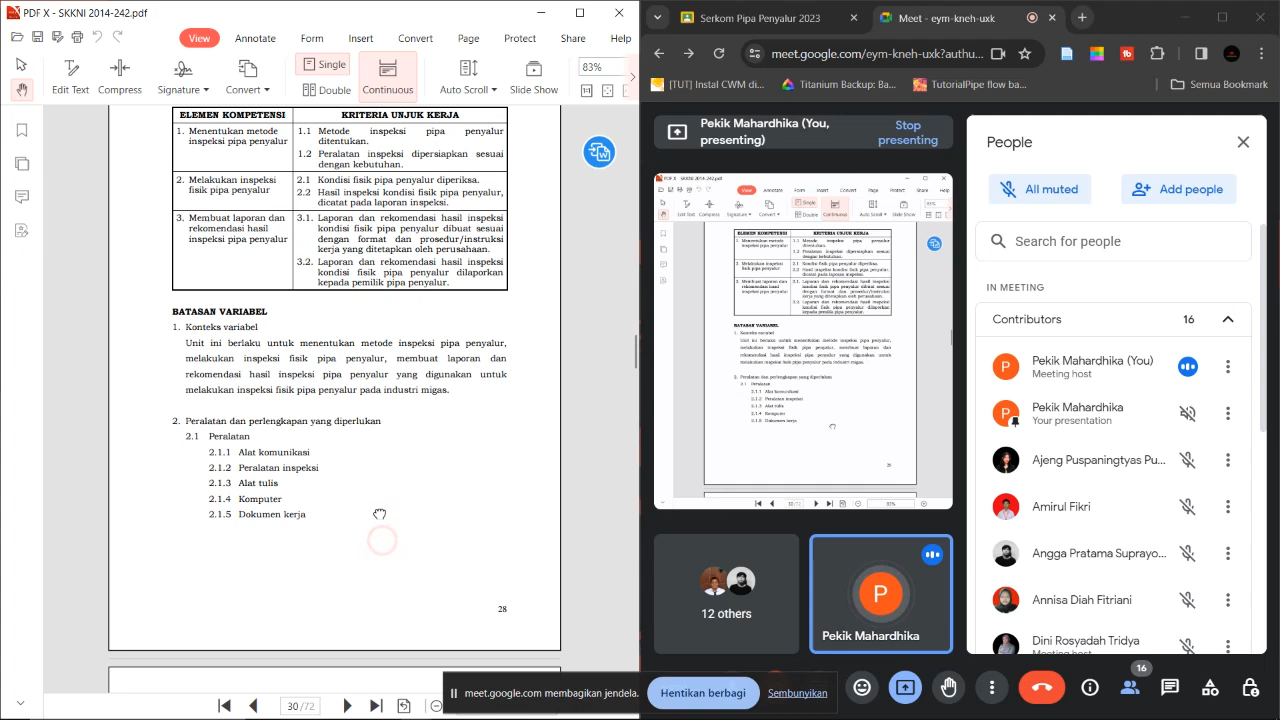 PDF X - SKKNI 2014-242.pdf
View
Annotate
Form
Insert
Convert
Page
Protect
Share
Help
Edit Text
Compress
Signature
Convert
Single
Double
Continuous
Auto Scroll
Slide Show
83%
ELEMEN KOMPETENSI
KRITERIA UNJUK KERJA
1. Menentukan metode
inspeksi pipa penyalur
1.1 Metode inspeksi pipa penyalur
ditentukan.
1.2 Peralatan inspeksi dipersiapkan sesuai
dengan kebutuhan.
2. Melakukan inspeksi
fisik pipa penyalur
2.1 Kondisi fisik pipa penyalur diperiksa.
2.2 Hasil inspeksi kondisi fisik pipa penyalur,
dicatat pada laporan inspeksi.
3. Membuat laporan dan
rekomendasi hasil
inspeksi pipa penyalur
3.1. Laporan dan rekomendasi hasil inspeksi
kondisi fisik pipa penyalur dibuat sesuai
dengan format dan prosedur/instruksi
kerja yang ditetapkan oleh perusahaan.
3.2. Laporan dan rekomendasi hasil inspeksi
kondisi fisik pipa penyalur dilaporkan
kepada pemilik pipa penyalur.
BATASAN VARIABEL
1. Konteks variabel
Unit ini berlaku untuk menentukan metode inspeksi pipa penyalur,
melakukan inspeksi fisik pipa penyalur, membuat laporan dan
rekomendasi hasil inspeksi pipa penyalur yang digunakan untuk
melakukan inspeksi fisik pipa penyalur pada industri migas.
2. Peralatan dan perlengkapan yang diperlukan
2.1 Peralatan
2.1.1 Alat komunikasi
2.1.2 Peralatan inspeksi
2.1.3 Alat tulis
2.1.4 Komputer
2.1.5 Dokumen kerja
28
30 /72
meet.google.com membagikan jendela.
Hentikan berbagi
Sembunyikan
Serkom Pipa Penyalur 2023
Meet - eym-kneh-uxk
meet.google.com/eym-kneh-uxk?authu...
[TUT] Instal CWM di...
Titanium Backup: Ba...
TutorialPipe flow ba...
Semua Bookmark
Pekik Mahardhika (You,
presenting)
Stop
presenting
12 others
P
Pekik Mahardhika
People
All muted
Add people
Search for people
IN MEETING
Contributors
16
P
Pekik Mahardhika (You)
Meeting host
P
Pekik Mahardhika
Your presentation
Ajeng Puspaningtyas Pu...
Amirul Fikri
Angga Pratama Suprayo...
Annisa Diah Fitriani
Dini Rosyadah Tridya
Meeting host
16